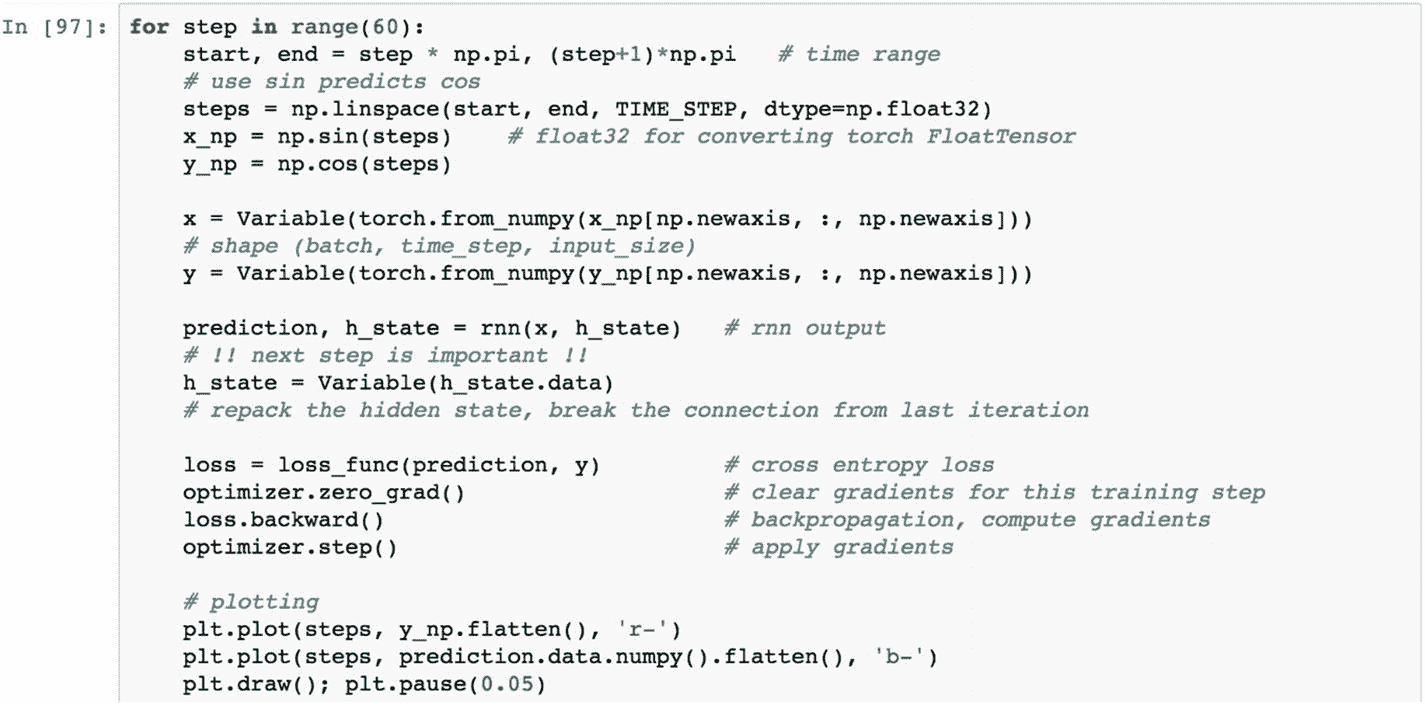 In [97]: for step in range(60):
    start, end = step * np.pi, (step+1)*np.pi   # time range
    # use sin predicts cos
    steps = np.linspace(start, end, TIME_STEP, dtype=np.float32)
    x_np = np.sin(steps)    # float32 for converting torch FloatTensor
    y_np = np.cos(steps)

    x = Variable(torch.from_numpy(x_np[np.newaxis, :, np.newaxis]))
    # shape (batch, time_step, input_size)
    y = Variable(torch.from_numpy(y_np[np.newaxis, :, np.newaxis]))

    prediction, h_state = rnn(x, h_state)   # rnn output
    # !! next step is important !!
    h_state = Variable(h_state.data)
    # repack the hidden state, break the connection from last iteration

    loss = loss_func(prediction, y)         # cross entropy loss
    optimizer.zero_grad()                   # clear gradients for this training step
    loss.backward()                         # backpropagation, compute gradients
    optimizer.step()                        # apply gradients

    # plotting
    plt.plot(steps, y_np.flatten(), 'r-')
    plt.plot(steps, prediction.data.numpy().flatten(), 'b-')
    plt.draw(); plt.pause(0.05)